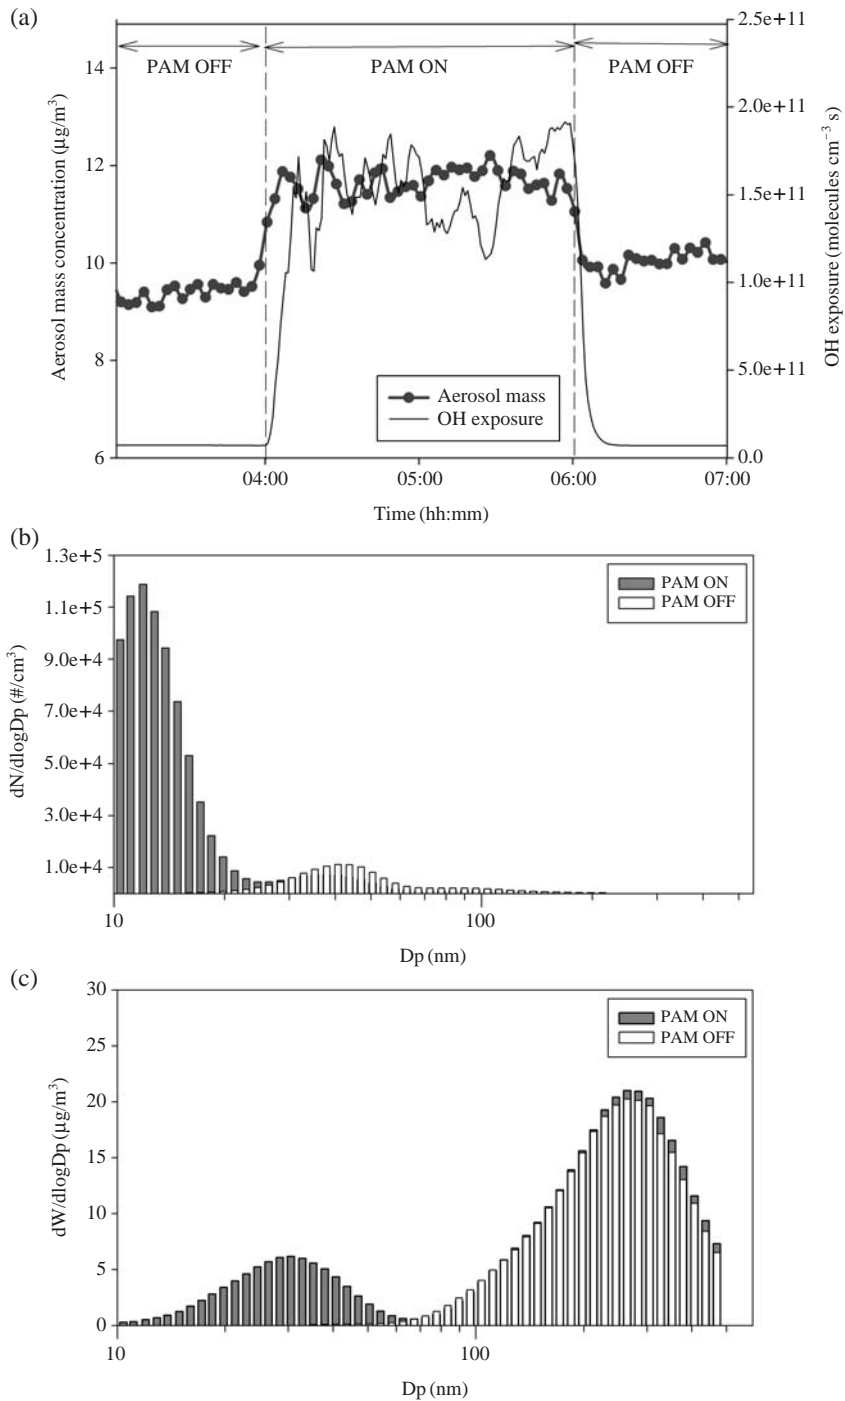 (a)
PAM OFF
PAM ON
PAM OFF
Aerosol mass concentration (μg/m³)
14
12
10
8
6
OH exposure (molecules cm⁻³ s)
2.5e+11
2.0e+11
1.5e+11
1.0e+11
5.0e+11
0.0
Aerosol mass
OH exposure
04:00 05:00 06:00 07:00
Time (hh:mm)
(b)
dN/dlogDp (#/cm³)
1.3e+5
1.1e+5
9.0e+4
7.0e+4
5.0e+4
3.0e+4
1.0e+4
PAM ON
PAM OFF
10 100
Dp (nm)
(c)
dW/dlogDp (μg/m³)
30
25
20
15
10
5
0
PAM ON
PAM OFF
10 100
Dp (nm)